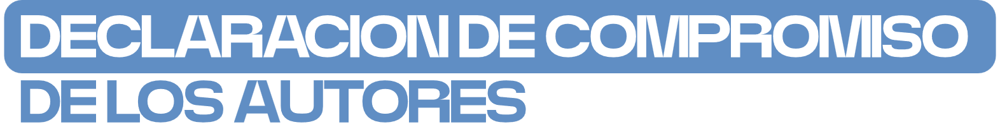 DECLARACION DE COMPROMISO
DE LOS AUTORES